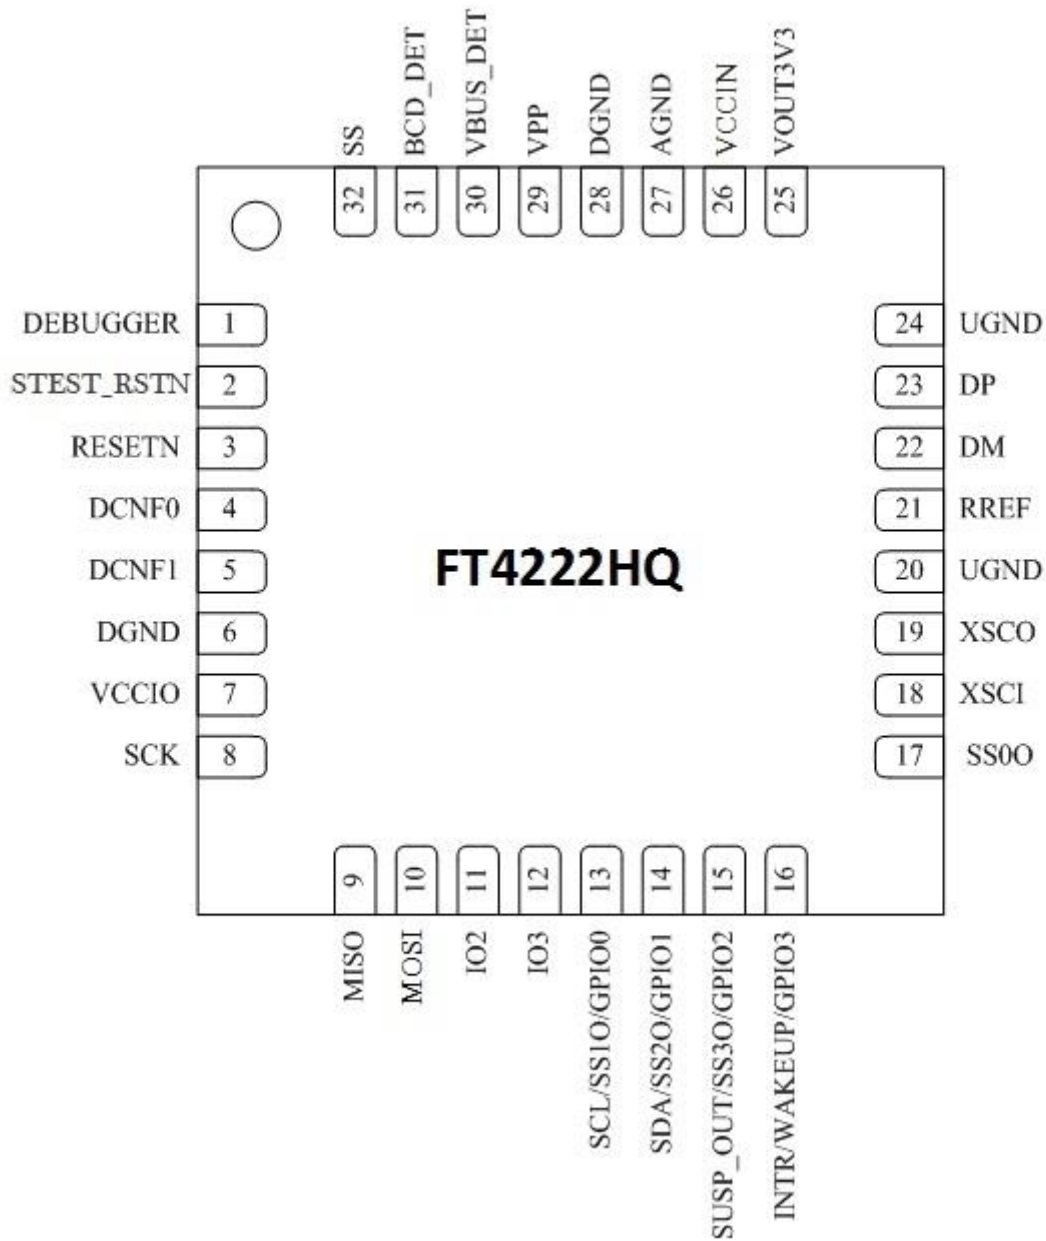 SS
BCD_DET
VBUS_DET
VPP
DGND
AGND
VCCIN
VOUT3V3
32
31
30
29
28
27
26
25
DEBUGGER 1
STEST_RSTN 2
RESETN 3
DCNF0 4
DCNF1 5
DGND 6
VCCIO 7
SCK 8
FT4222HQ
24 UGND
23 DP
22 DM
21 RREF
20 UGND
19 XSCO
18 XSCI
17 SS0O
9
10
11
12
13
14
15
16
MISO
MOSI
IO2
IO3
SCL/SS1O/GPIO0
SDA/SS2O/GPIO1
SUSP_OUT/SS3O/GPIO2
INTR/WAKEUP/GPIO3